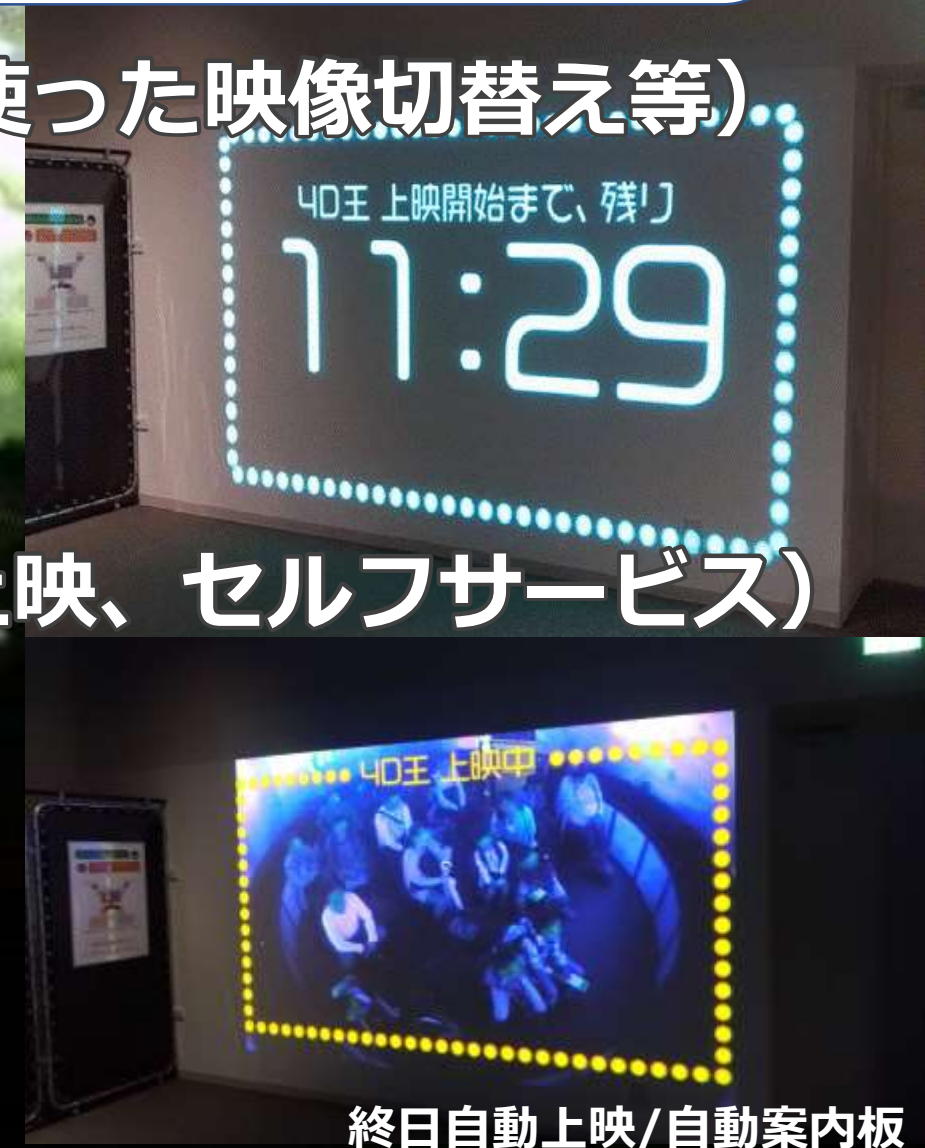 使った映像切替え等)
4D王 上映開始まで、残り
11:29
上映、セルフサービス)
4D王 上映中
終日自動上映/自動案内板